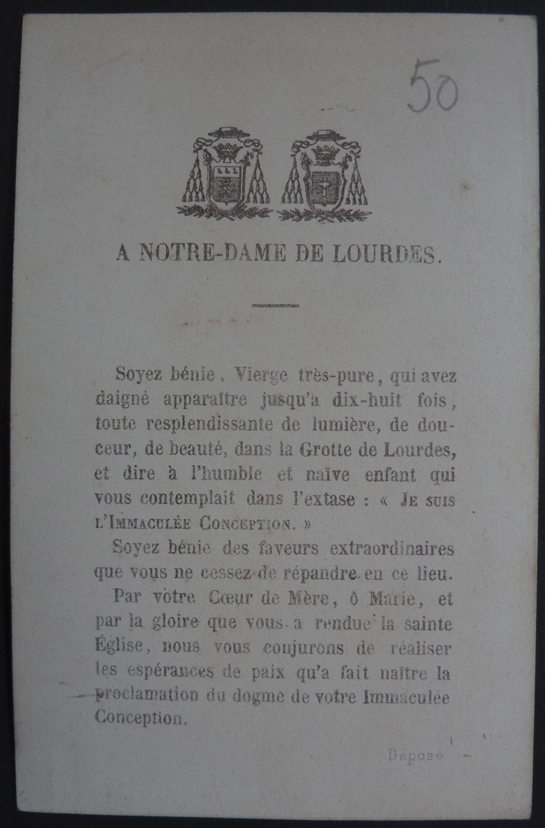 50
A NOTRE-DAME DE LOURDES.
Soyez bénie, Vierge très-pure, qui avez
daigné apparaître jusqu'a dix-huit fois,
toute resplendissante de lumière, de dou-
ceur, de beauté, dans la Grotte de Lourdes,
et dire à l'humble et naïve enfant qui
vous contemplait dans l'extase : « JE SUIS
L'IMMACULÉE CONCEPTION. »
Soyez bénie des faveurs extraordinaires
que vous ne cessez de répandre en ce lieu.
Par votre Cœur de Mère, ô Marie, et
par la gloire que vous a rendue la sainte
Église, nous vous conjurons de réaliser
les espérances de paix qu'a fait naître la
proclamation du dogme de votre Immaculée
Conception.
Déposé